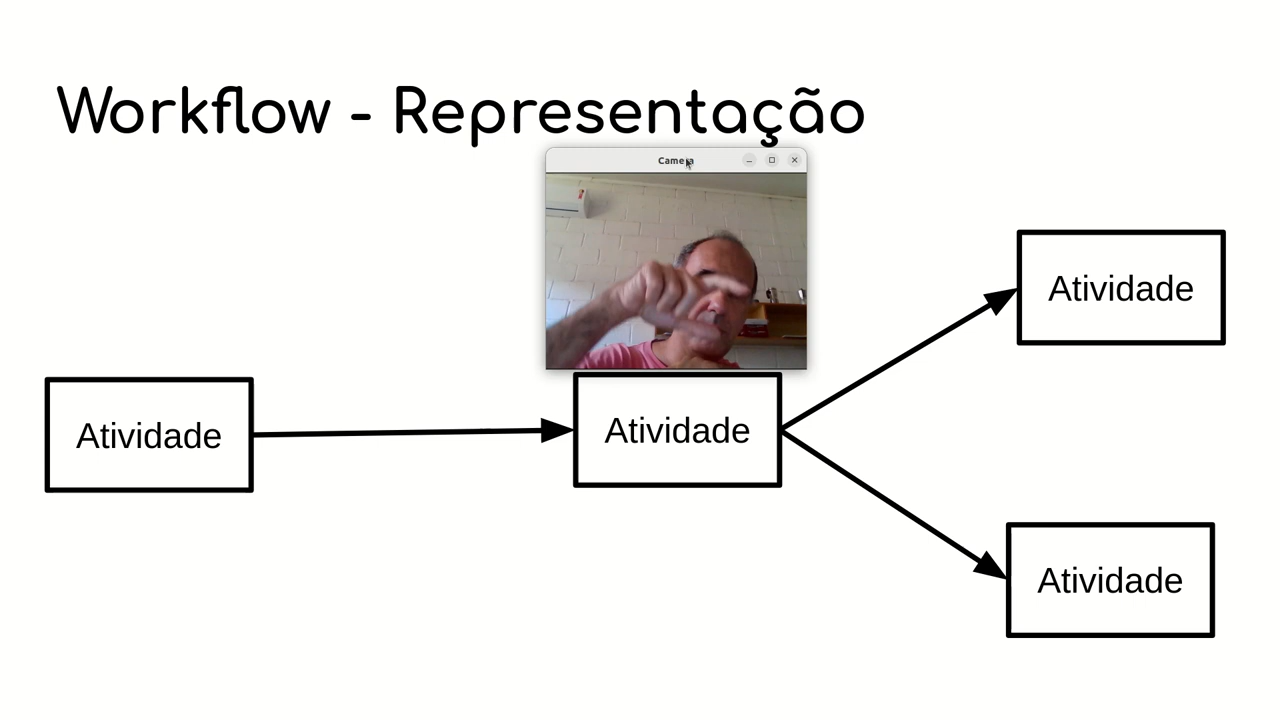 Workflow - Representação
Camera
Atividade
Atividade
Atividade
Atividade